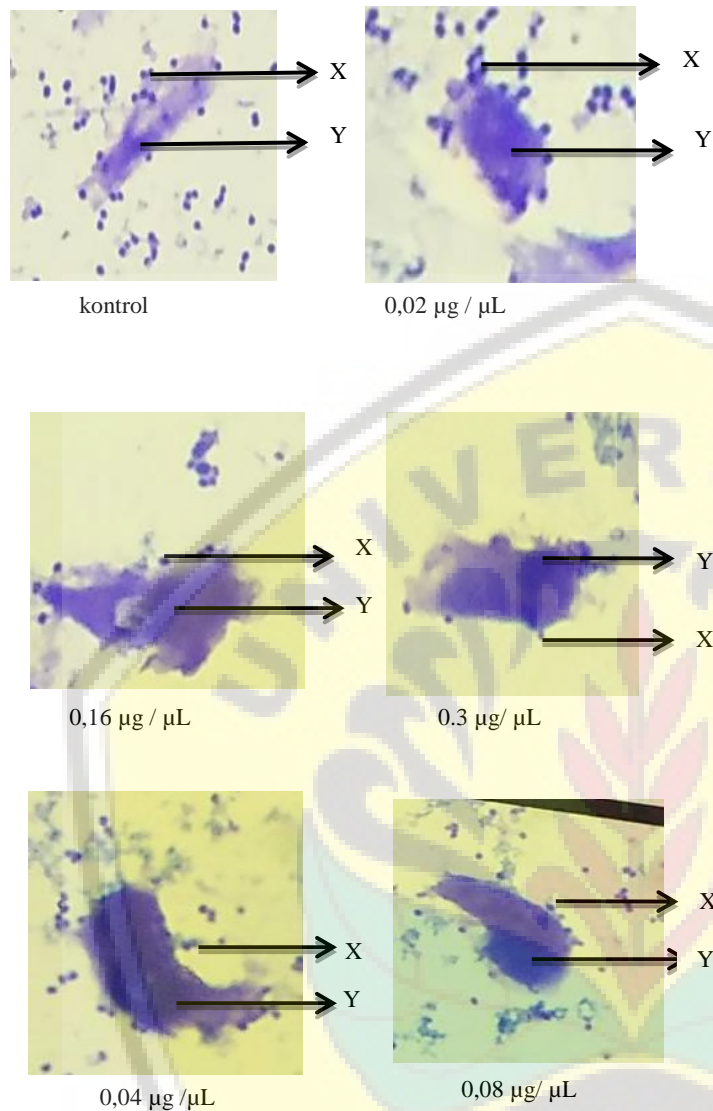 X
X
Y
Y
kontrol
0,02 µg / µL
X
Y
Y
X
0,16 µg / µL
0.3 µg/ µL
X
X
Y
Y
0,04 µg /µL
0,08 µg/ µL
UNIVER